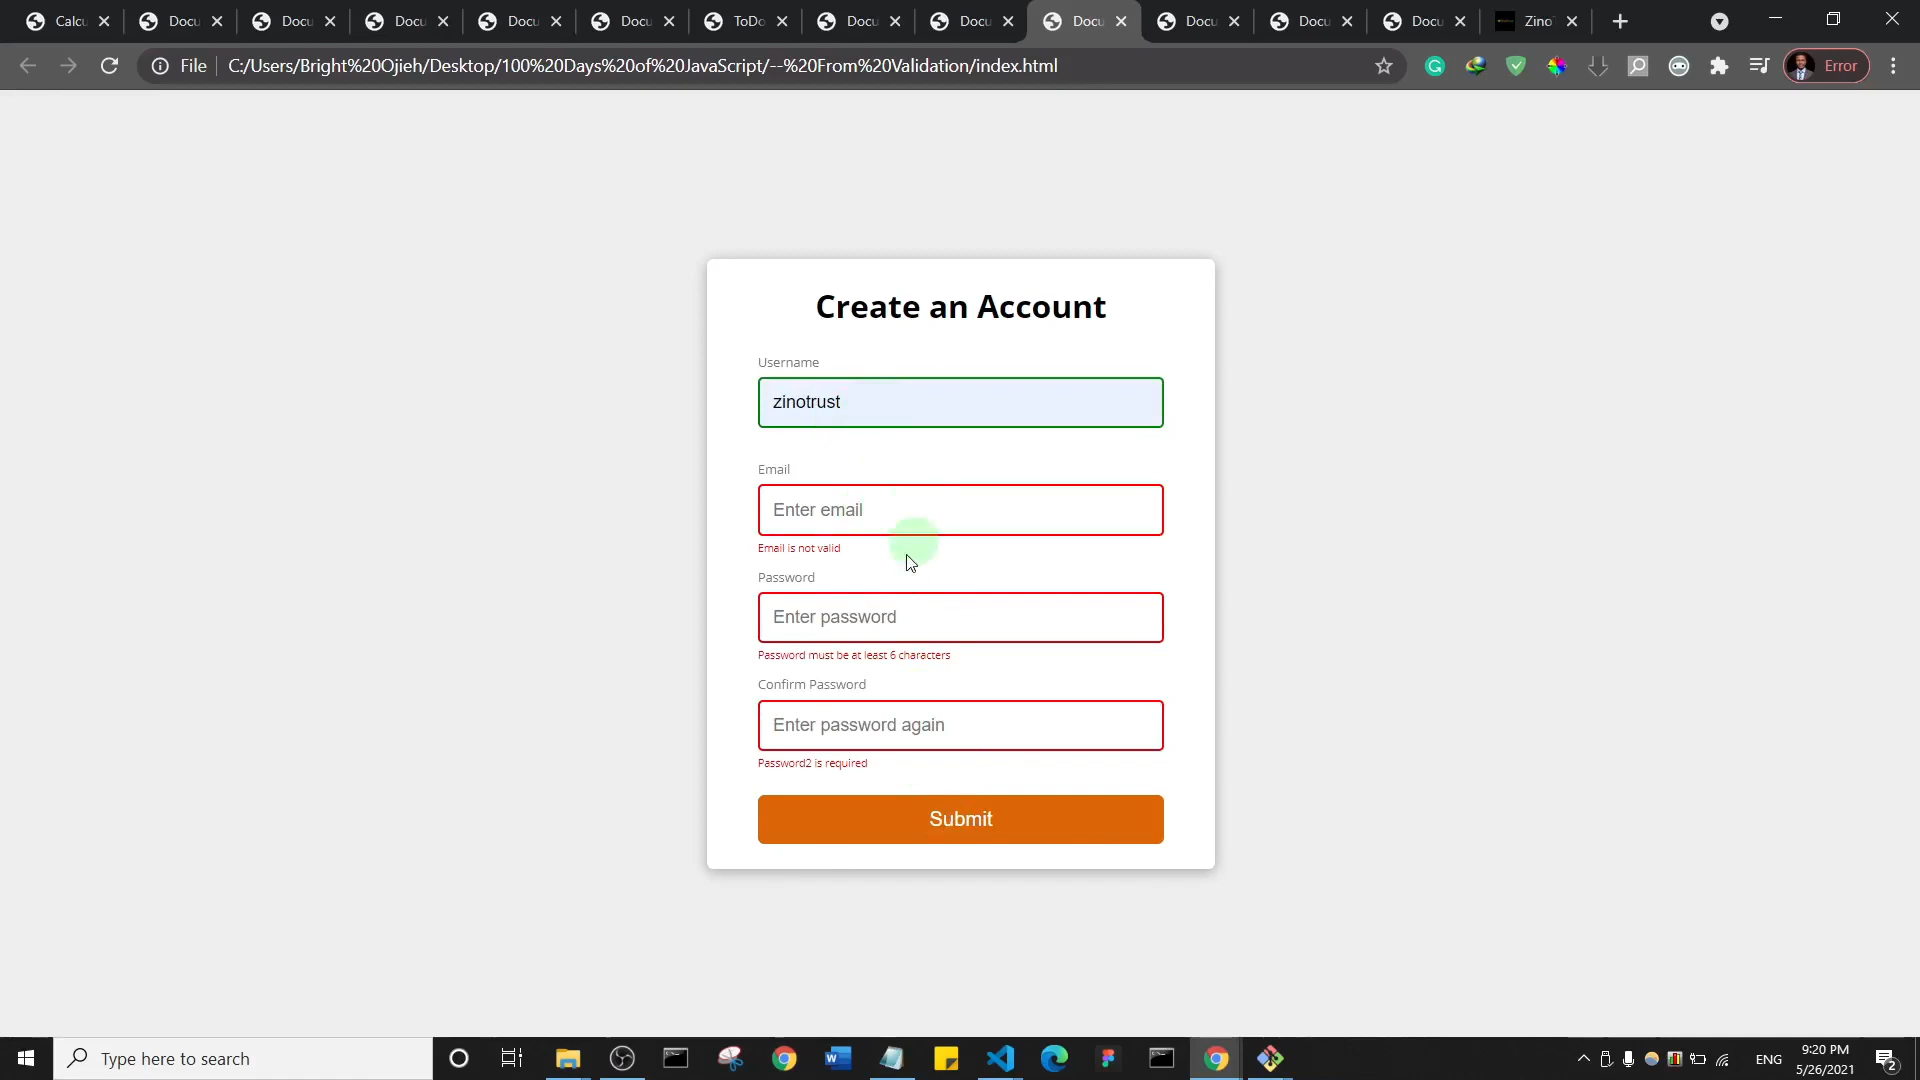 Calcu Docu Docu Docu Docu Docu ToDo Docu Docu Docu Docu Docu Docu Zino
File C:/Users/Bright%20Ojieh/Desktop/100%20Days%20of%20JavaScript/--%20From%20Validation/index.html Error
Create an Account
Username
zinotrust
Email
Enter email
Email is not valid
Password
Enter password
Password must be at least 6 characters
Confirm Password
Enter password again
Password2 is required
Submit
Type here to search
ENG
9:20 PM
5/26/2021
2